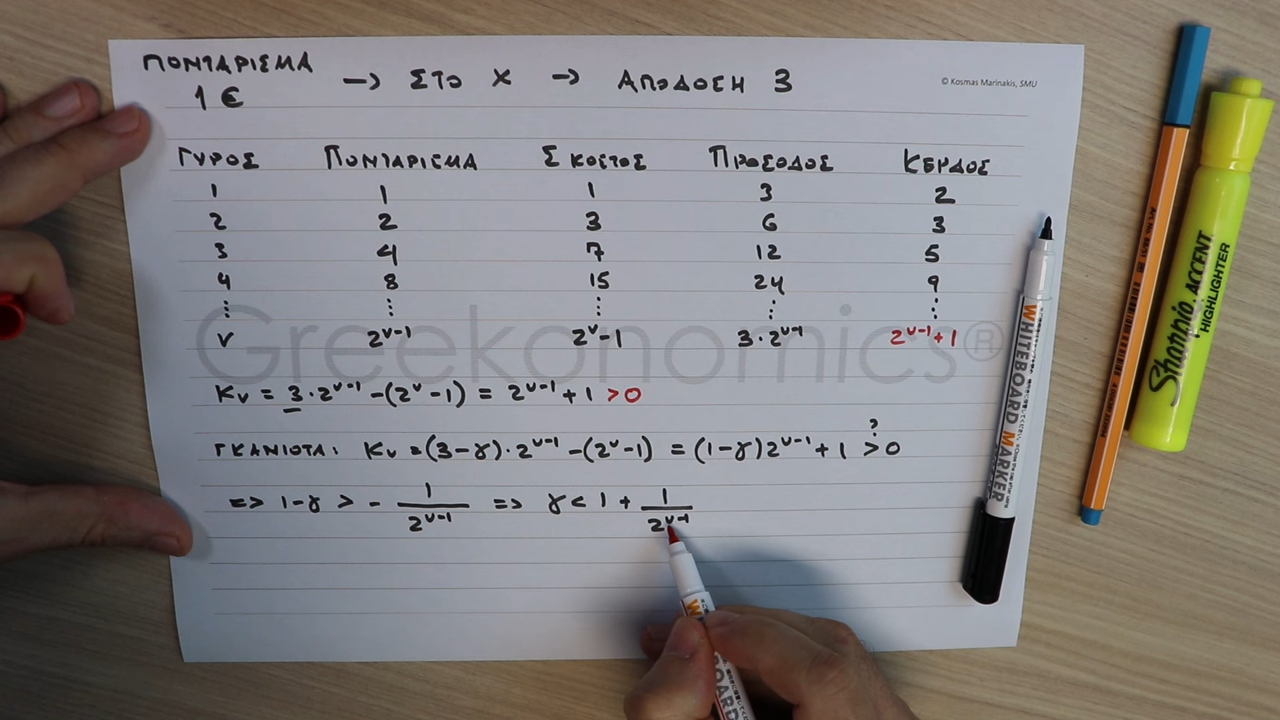 ΠΟΝΤΑΡΙΣΜΑ 1€ → ΣΤΟ Χ → ΑΠΟΔΟΣΗ 3
© Kosmas Marinakis, SMU
ΓΥΡΟΣ ΠΟΝΤΑΡΙΣΜΑ Σ ΚΟΣΤΟΣ ΠΡΟΣΟΔΟΣ ΚΕΡΔΟΣ
1 1 1 3 2
2 2 3 6 3
3 4 7 12 5
4 8 15 24 9
⋮ ⋮ ⋮ ⋮ ⋮
ν 2^(ν-1) 2^ν-1 3·2^(ν-1) 2^(ν-1)+1
Greekonomics®
Κν = 3·2^(ν-1) -(2^ν -1) = 2^(ν-1) + 1 >0
ΓΚΑΝΙΟΤΑ: Κν =(3-γ)·2^(ν-1) -(2^ν-1) = (1-γ)2^(ν-1) + 1 >? 0
=> 1-γ > - 1/2^(ν-1) => γ < 1 + 1/2^(ν-1)
WHITEBOARD MARKER
Sharpie ACCENT
HIGHLIGHTER